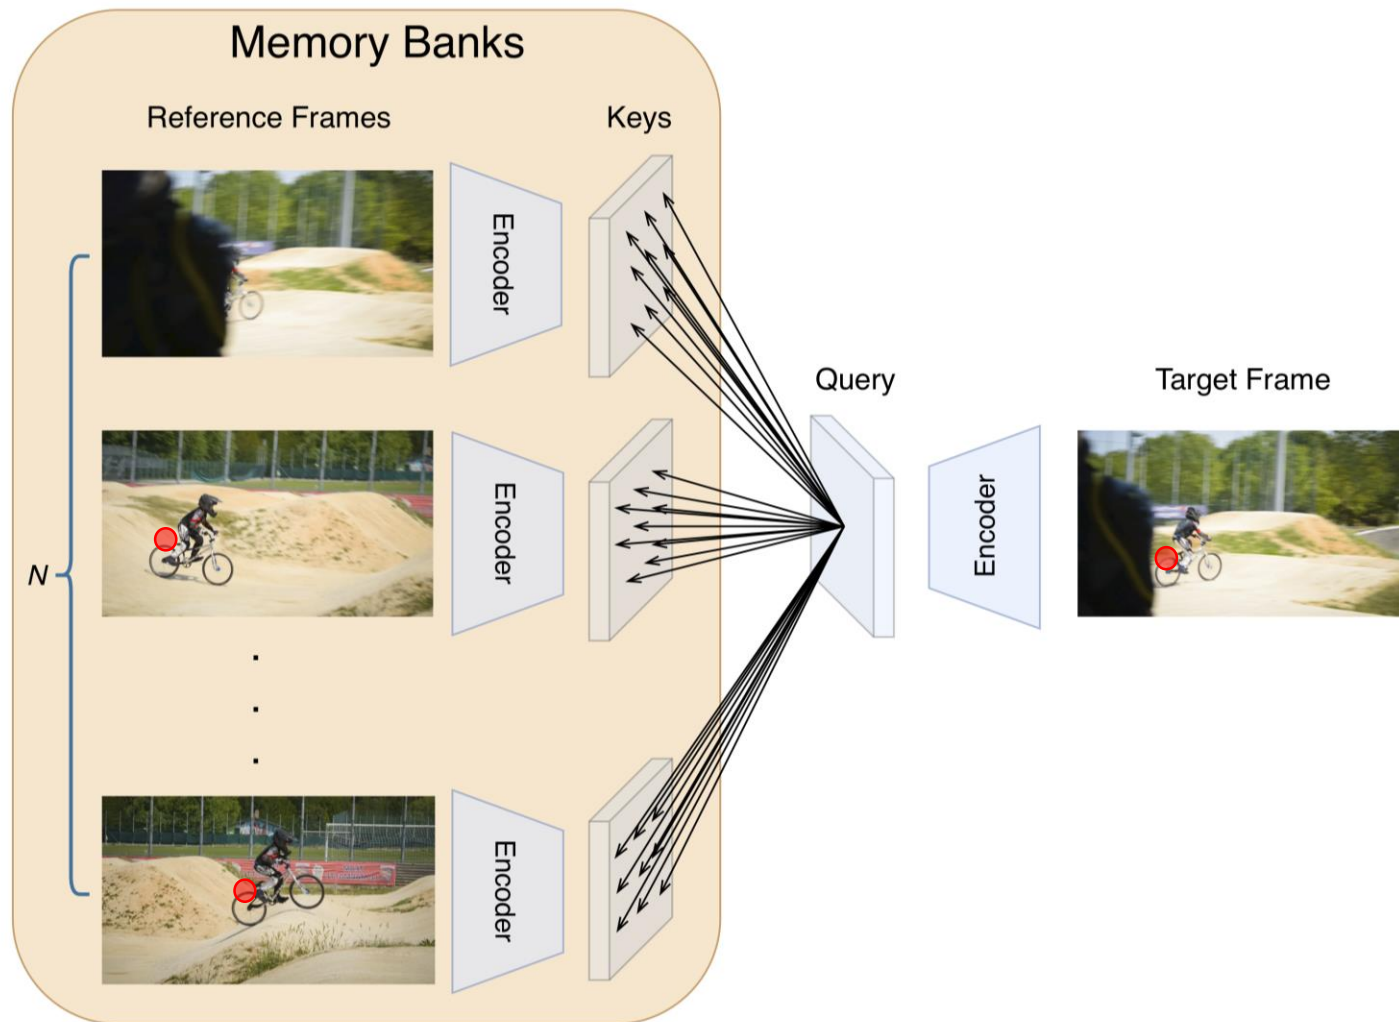 Memory Banks
Reference Frames
Keys
Encoder
Query
Target Frame
Encoder
Encoder
N
Encoder